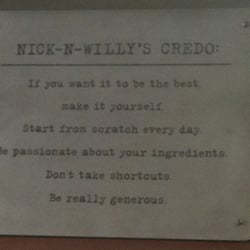 NICK-N-WILLY'S CREDO:
If you want it to be the best
make it yourself.
Start from scratch every day.
Be passionate about your ingredients.
Don't take shortcuts.
Be really generous.